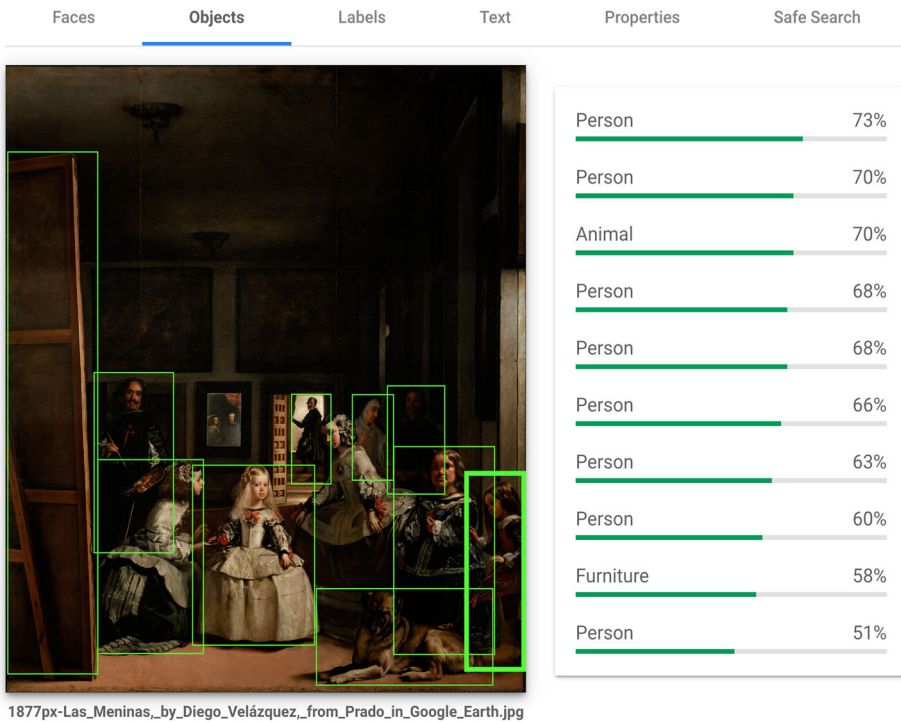 Faces Objects Labels Text Properties Safe Search
Person 73%
Person 70%
Animal 70%
Person 68%
Person 68%
Person 66%
Person 63%
Person 60%
Furniture 58%
Person 51%
1877px-Las_Meninas,_by_Diego_Velázquez,_from_Prado_in_Google_Earth.jpg